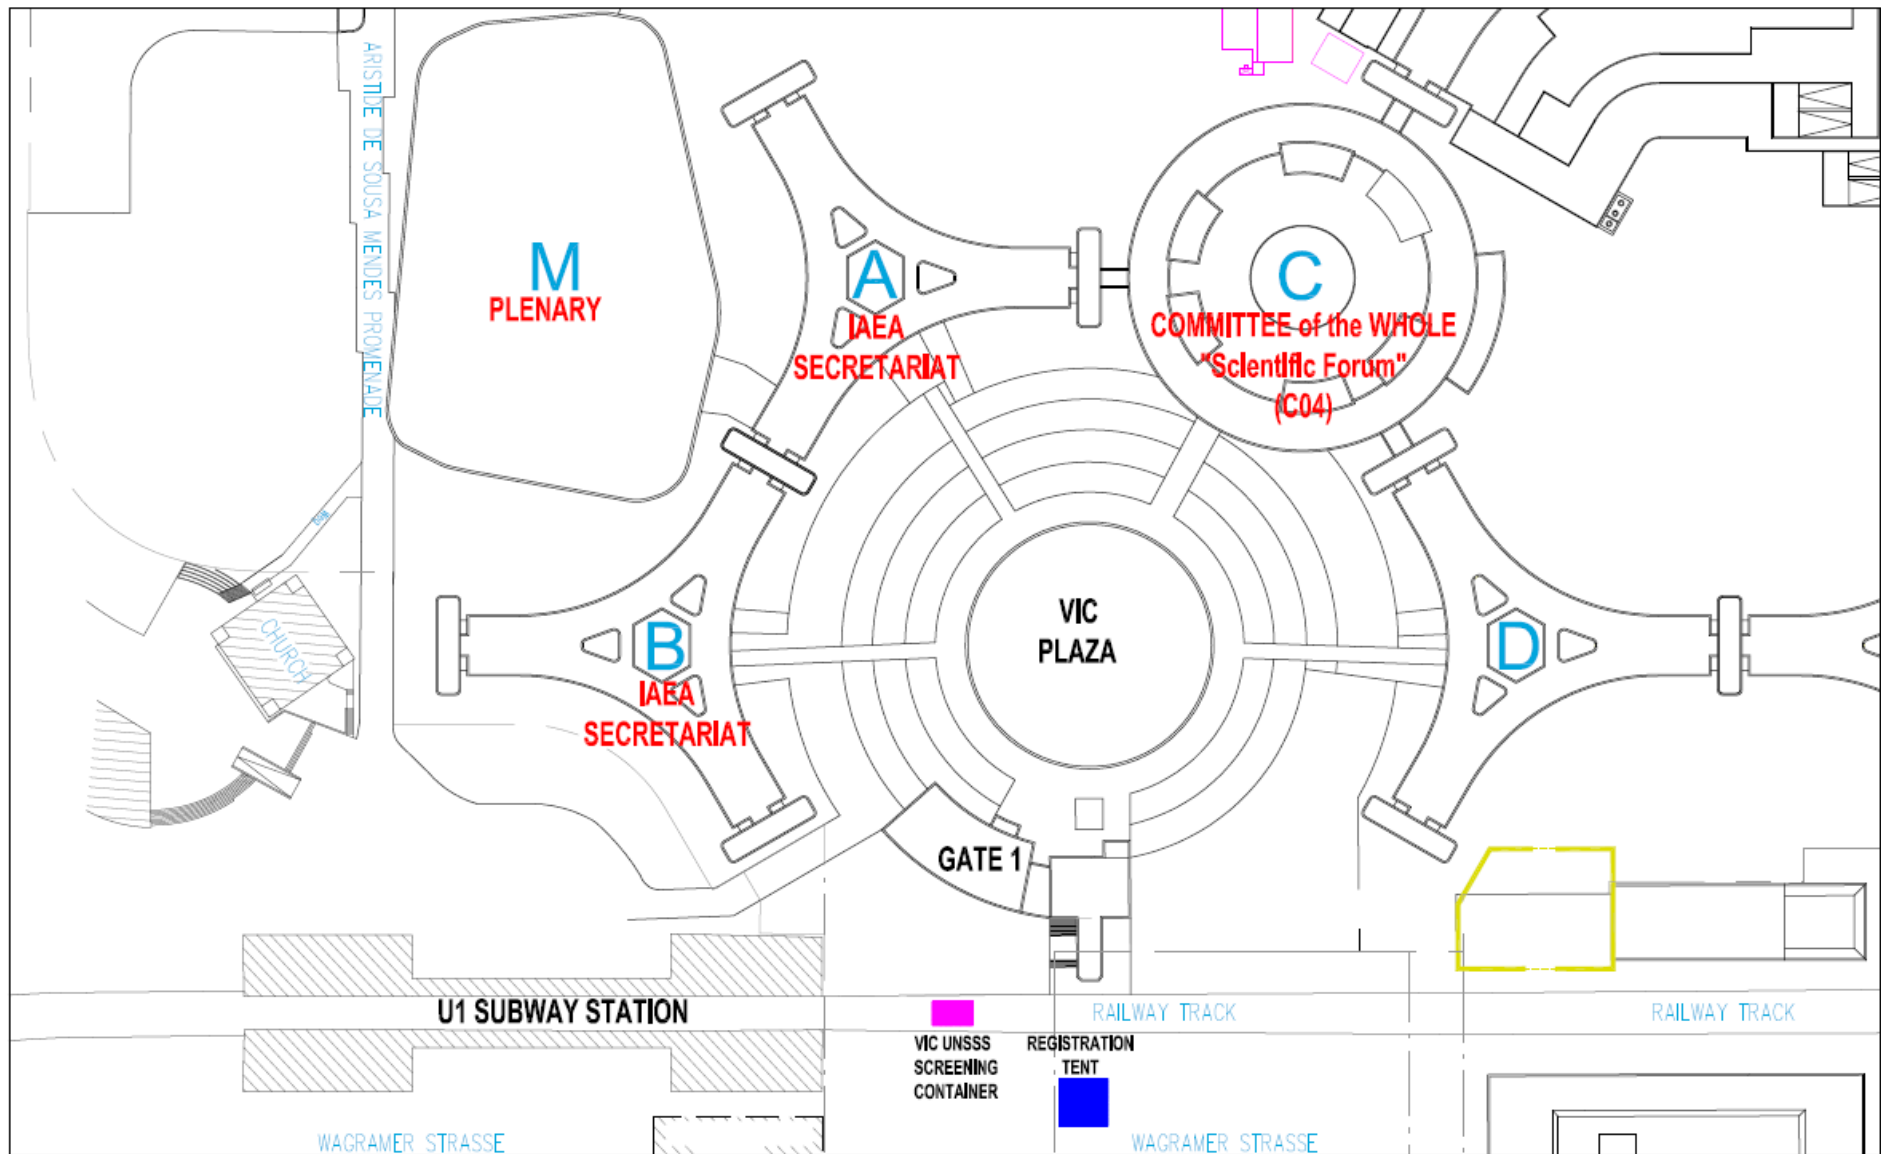 ARISTIDE DE SOUSA MENDES PROMENADE
M
PLENARY
A
IAEA
SECRETARIAT
C
COMMITTEE of the WHOLE
"Scientific Forum"
(C04)
CHURCH
B
IAEA
SECRETARIAT
VIC
PLAZA
D
GATE 1
U1 SUBWAY STATION
RAILWAY TRACK
RAILWAY TRACK
VIC UNSSS
SCREENING
CONTAINER
REGISTRATION
TENT
WAGRAMER STRASSE
WAGRAMER STRASSE